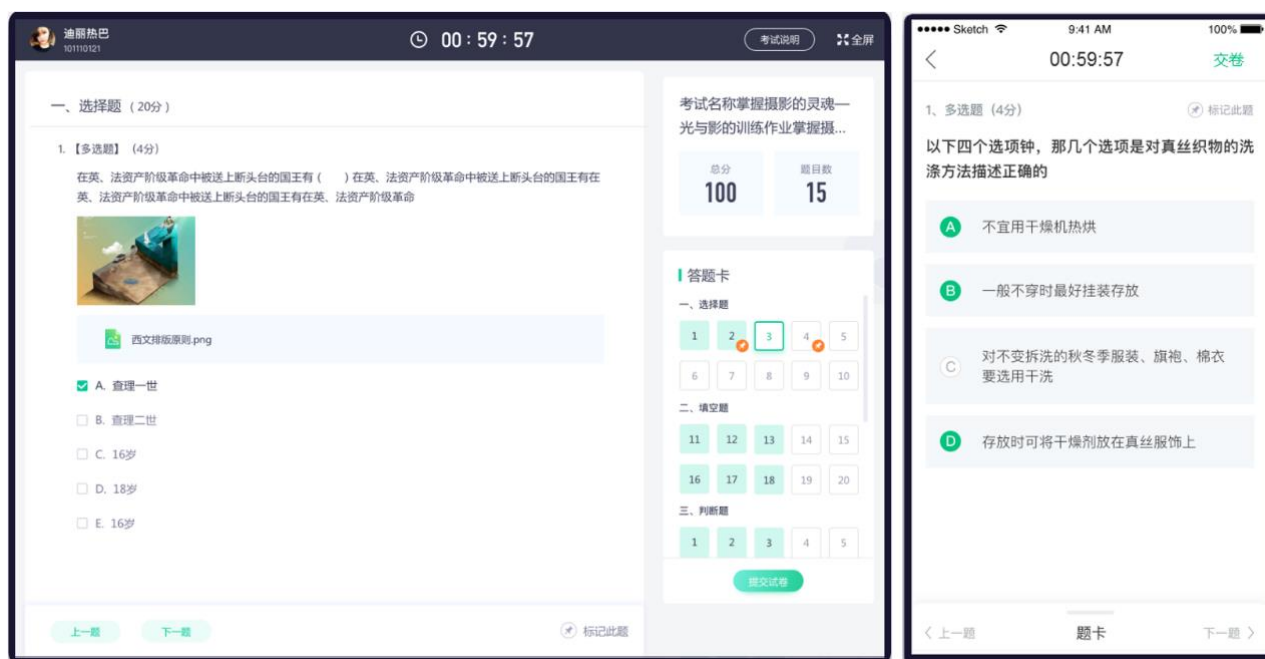 迪丽热巴
101110121
00:59:57
考试说明
全屏
一、选择题（20分）
1. 【多选题】（4分）
在英、法资产阶级革命中被送上断头台的国王有（　　）在英、法资产阶级革命中被送上断头台的国王有在
英、法资产阶级革命中被送上断头台的国王有在英、法资产阶级革命
西文排版原则.png
A. 查理一世
B. 查理二世
C. 16岁
D. 18岁
E. 16岁
上一题
下一题
标记此题
考试名称掌握摄影的灵魂—
光与影的训练作业掌握摄...
总分 题目数
100 15
答题卡
一、选择题
1 2 3 4 5
6 7 8 9 10
二、填空题
11 12 13 14 15
16 17 18 19 20
三、判断题
1 2 3 4 5
提交试卷
Sketch 9:41 AM 100%
00:59:57 交卷
1、多选题（4分） 标记此题
以下四个选项钟，那几个选项是对真丝织物的洗
涤方法描述正确的
A 不宜用干燥机热烘
B 一般不穿时最好挂装存放
C 对不变拆洗的秋冬季服装、旗袍、棉衣
要选用干洗
D 存放时可将干燥剂放在真丝服饰上
上一题 题卡 下一题